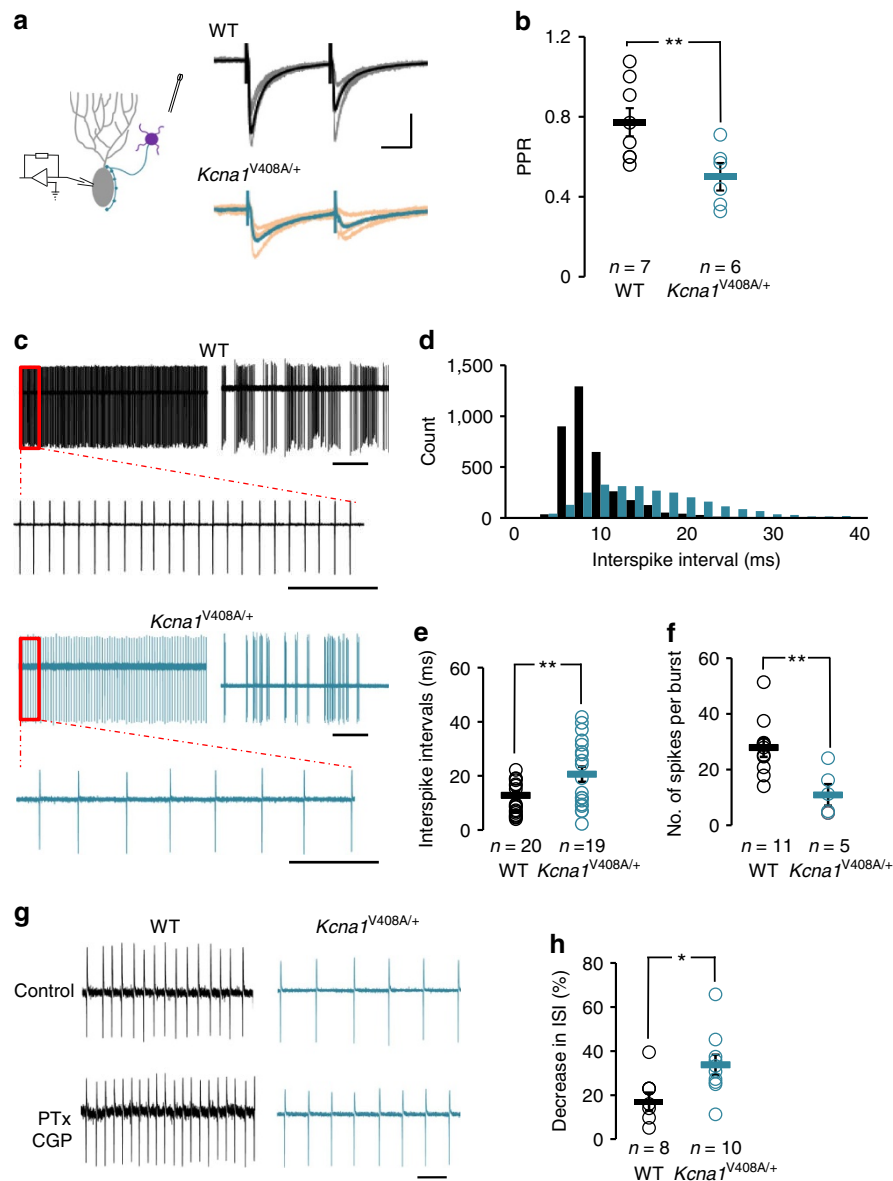 a
WT
Kcna1V408A/+
b
1.2
0.8
0.4
0
PPR
**
n = 7
n = 6
WT
Kcna1V408A/+
c
WT
Kcna1V408A/+
d
1,500
1,000
500
0
Count
0
10
20
30
40
Interspike interval (ms)
e
60
40
20
0
Interspike intervals (ms)
**
n = 20
n =19
WT
Kcna1V408A/+
f
60
40
20
0
No. of spikes per burst
**
n = 11
n = 5
WT
Kcna1V408A/+
g
WT
Kcna1V408A/+
Control
PTx
CGP
h
80
60
40
20
0
Decrease in ISI (%)
*
n = 8
n = 10
WT
Kcna1V408A/+